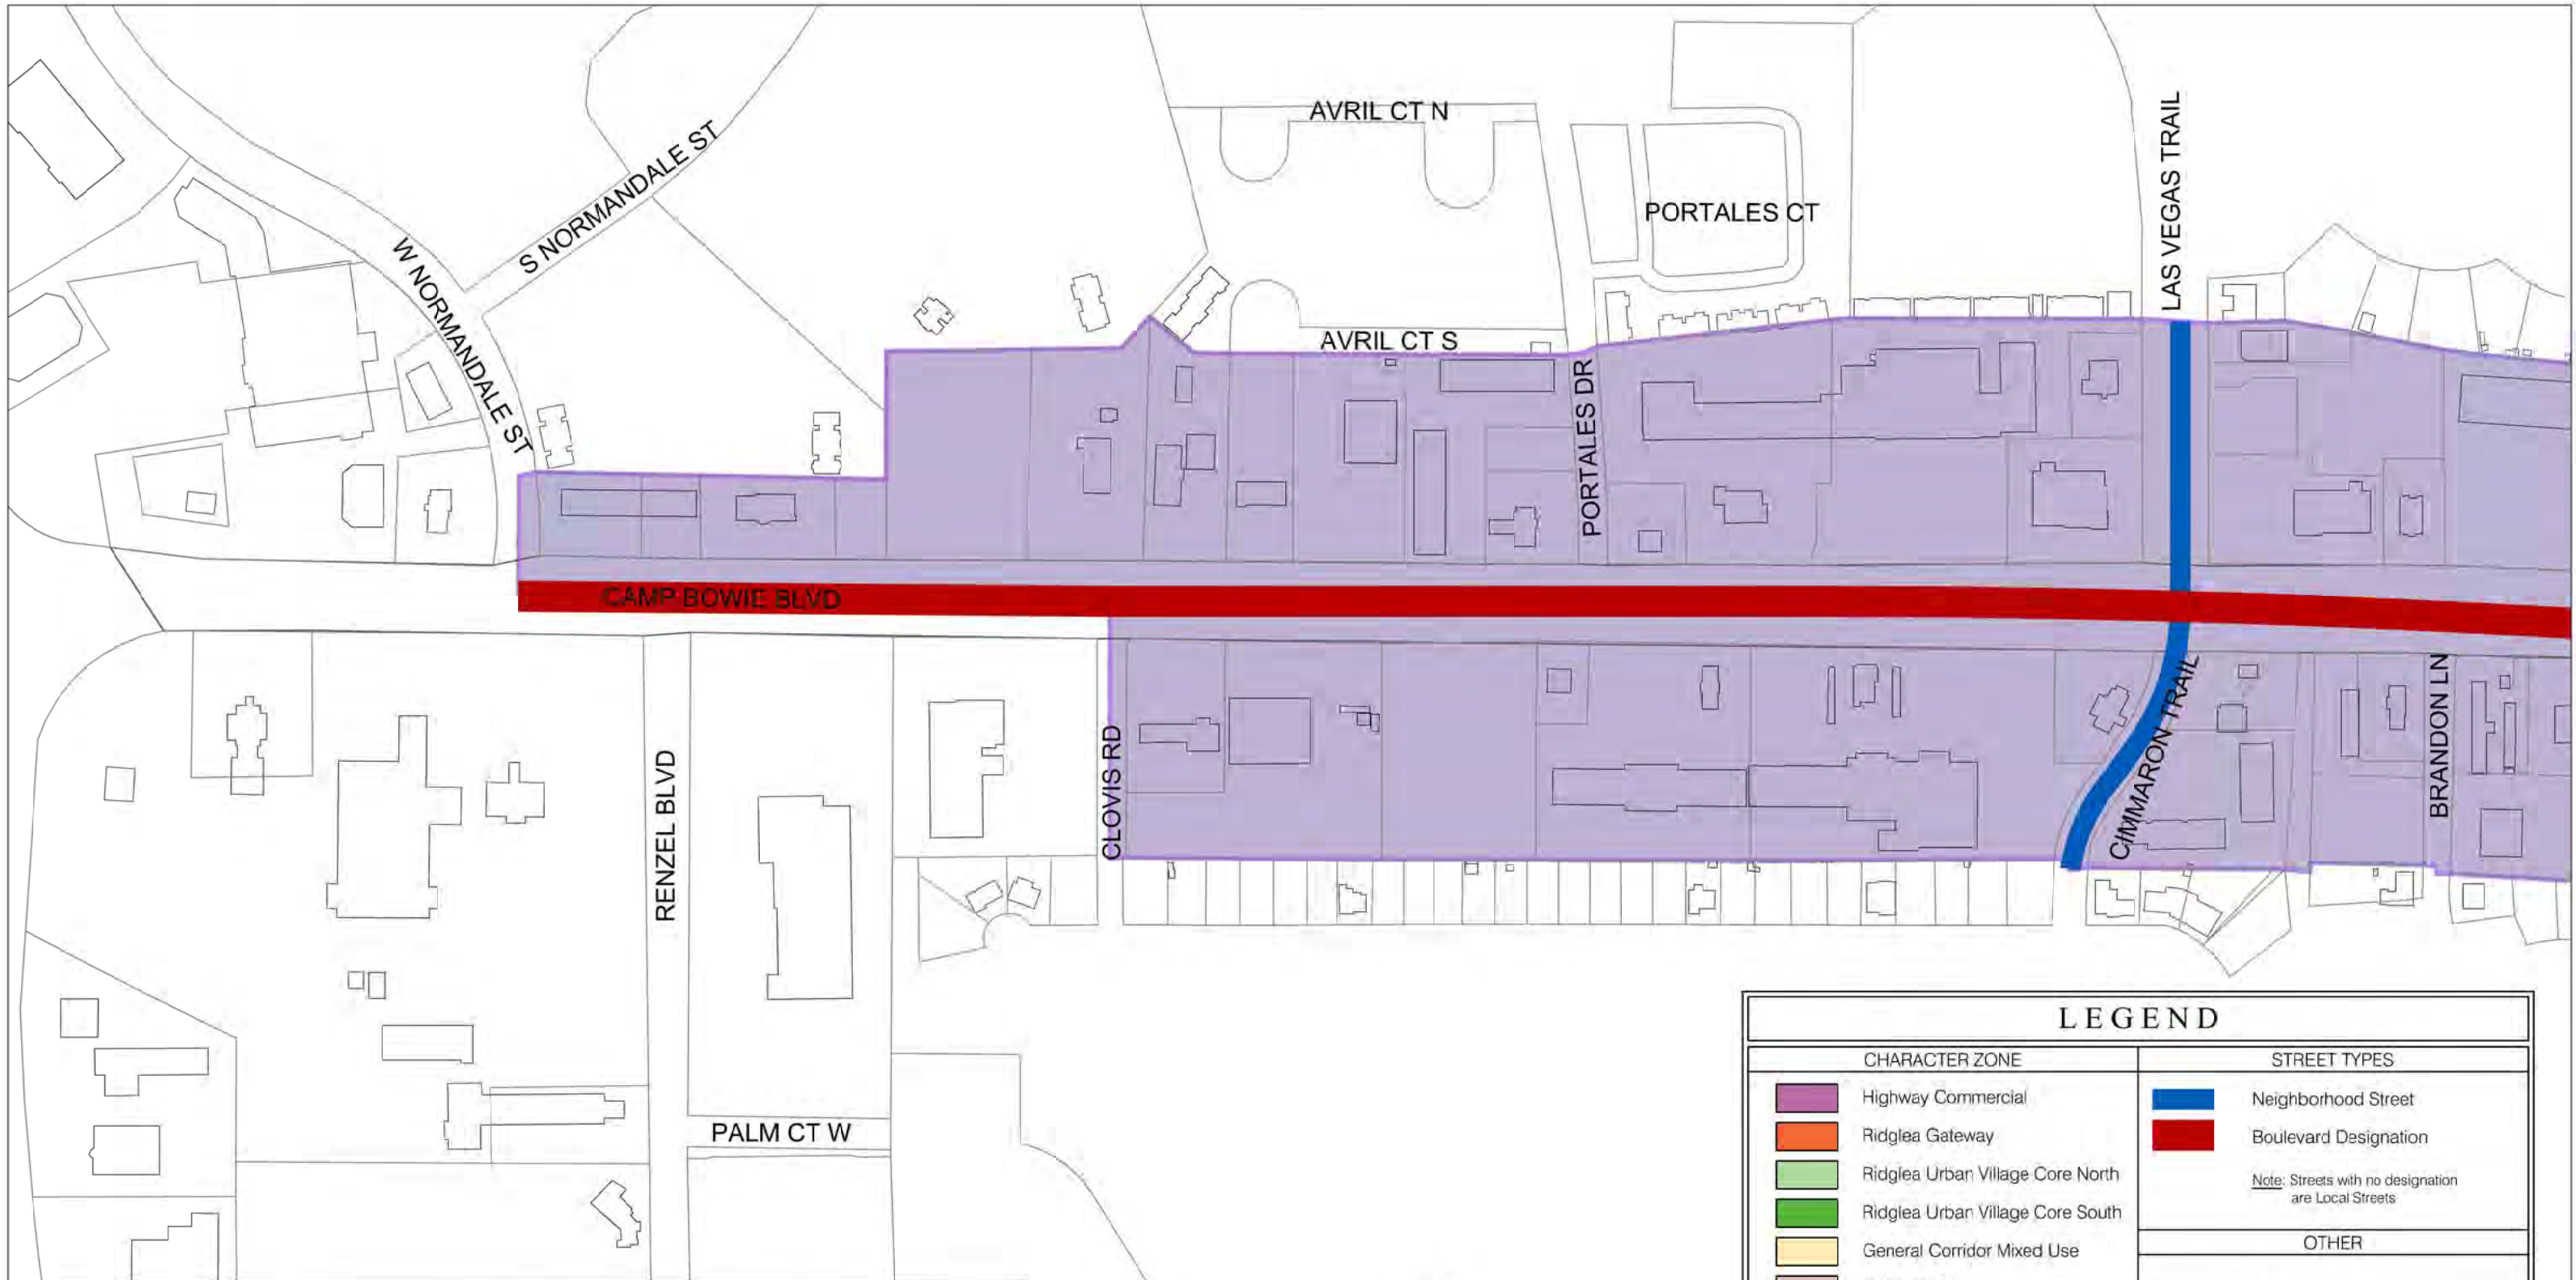 AVRIL CT N
LAS VEGAS TRAIL
S NORMANDALE ST
PORTALES CT
W NORMANDALE ST
AVRIL CT S
PORTALES DR
CAMP BOWIE BLVD
CIMMARON TRAIL
BRANDON LN
CLOVIS RD
RENZEL BLVD
PALM CT W
LEGEND
CHARACTER ZONE
Highway Commercial
Ridglea Gateway
Ridglea Urban Village Core North
Ridglea Urban Village Core South
General Corridor Mixed Use
STREET TYPES
Neighborhood Street
Boulevard Designation
Note: Streets with no designation
are Local Streets
OTHER